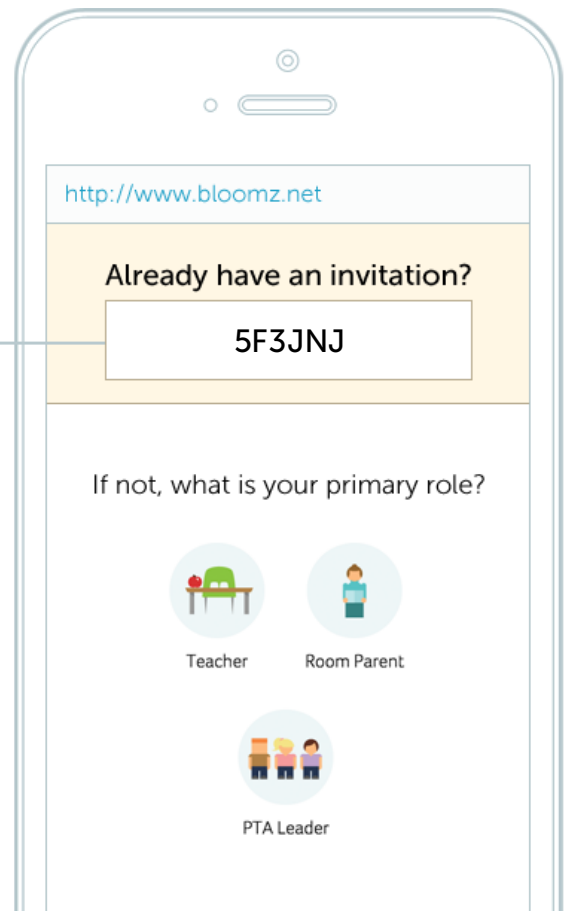 http://www.bloomz.net
Already have an invitation?
5F3JNJ
If not, what is your primary role?
Teacher
Room Parent
PTA Leader